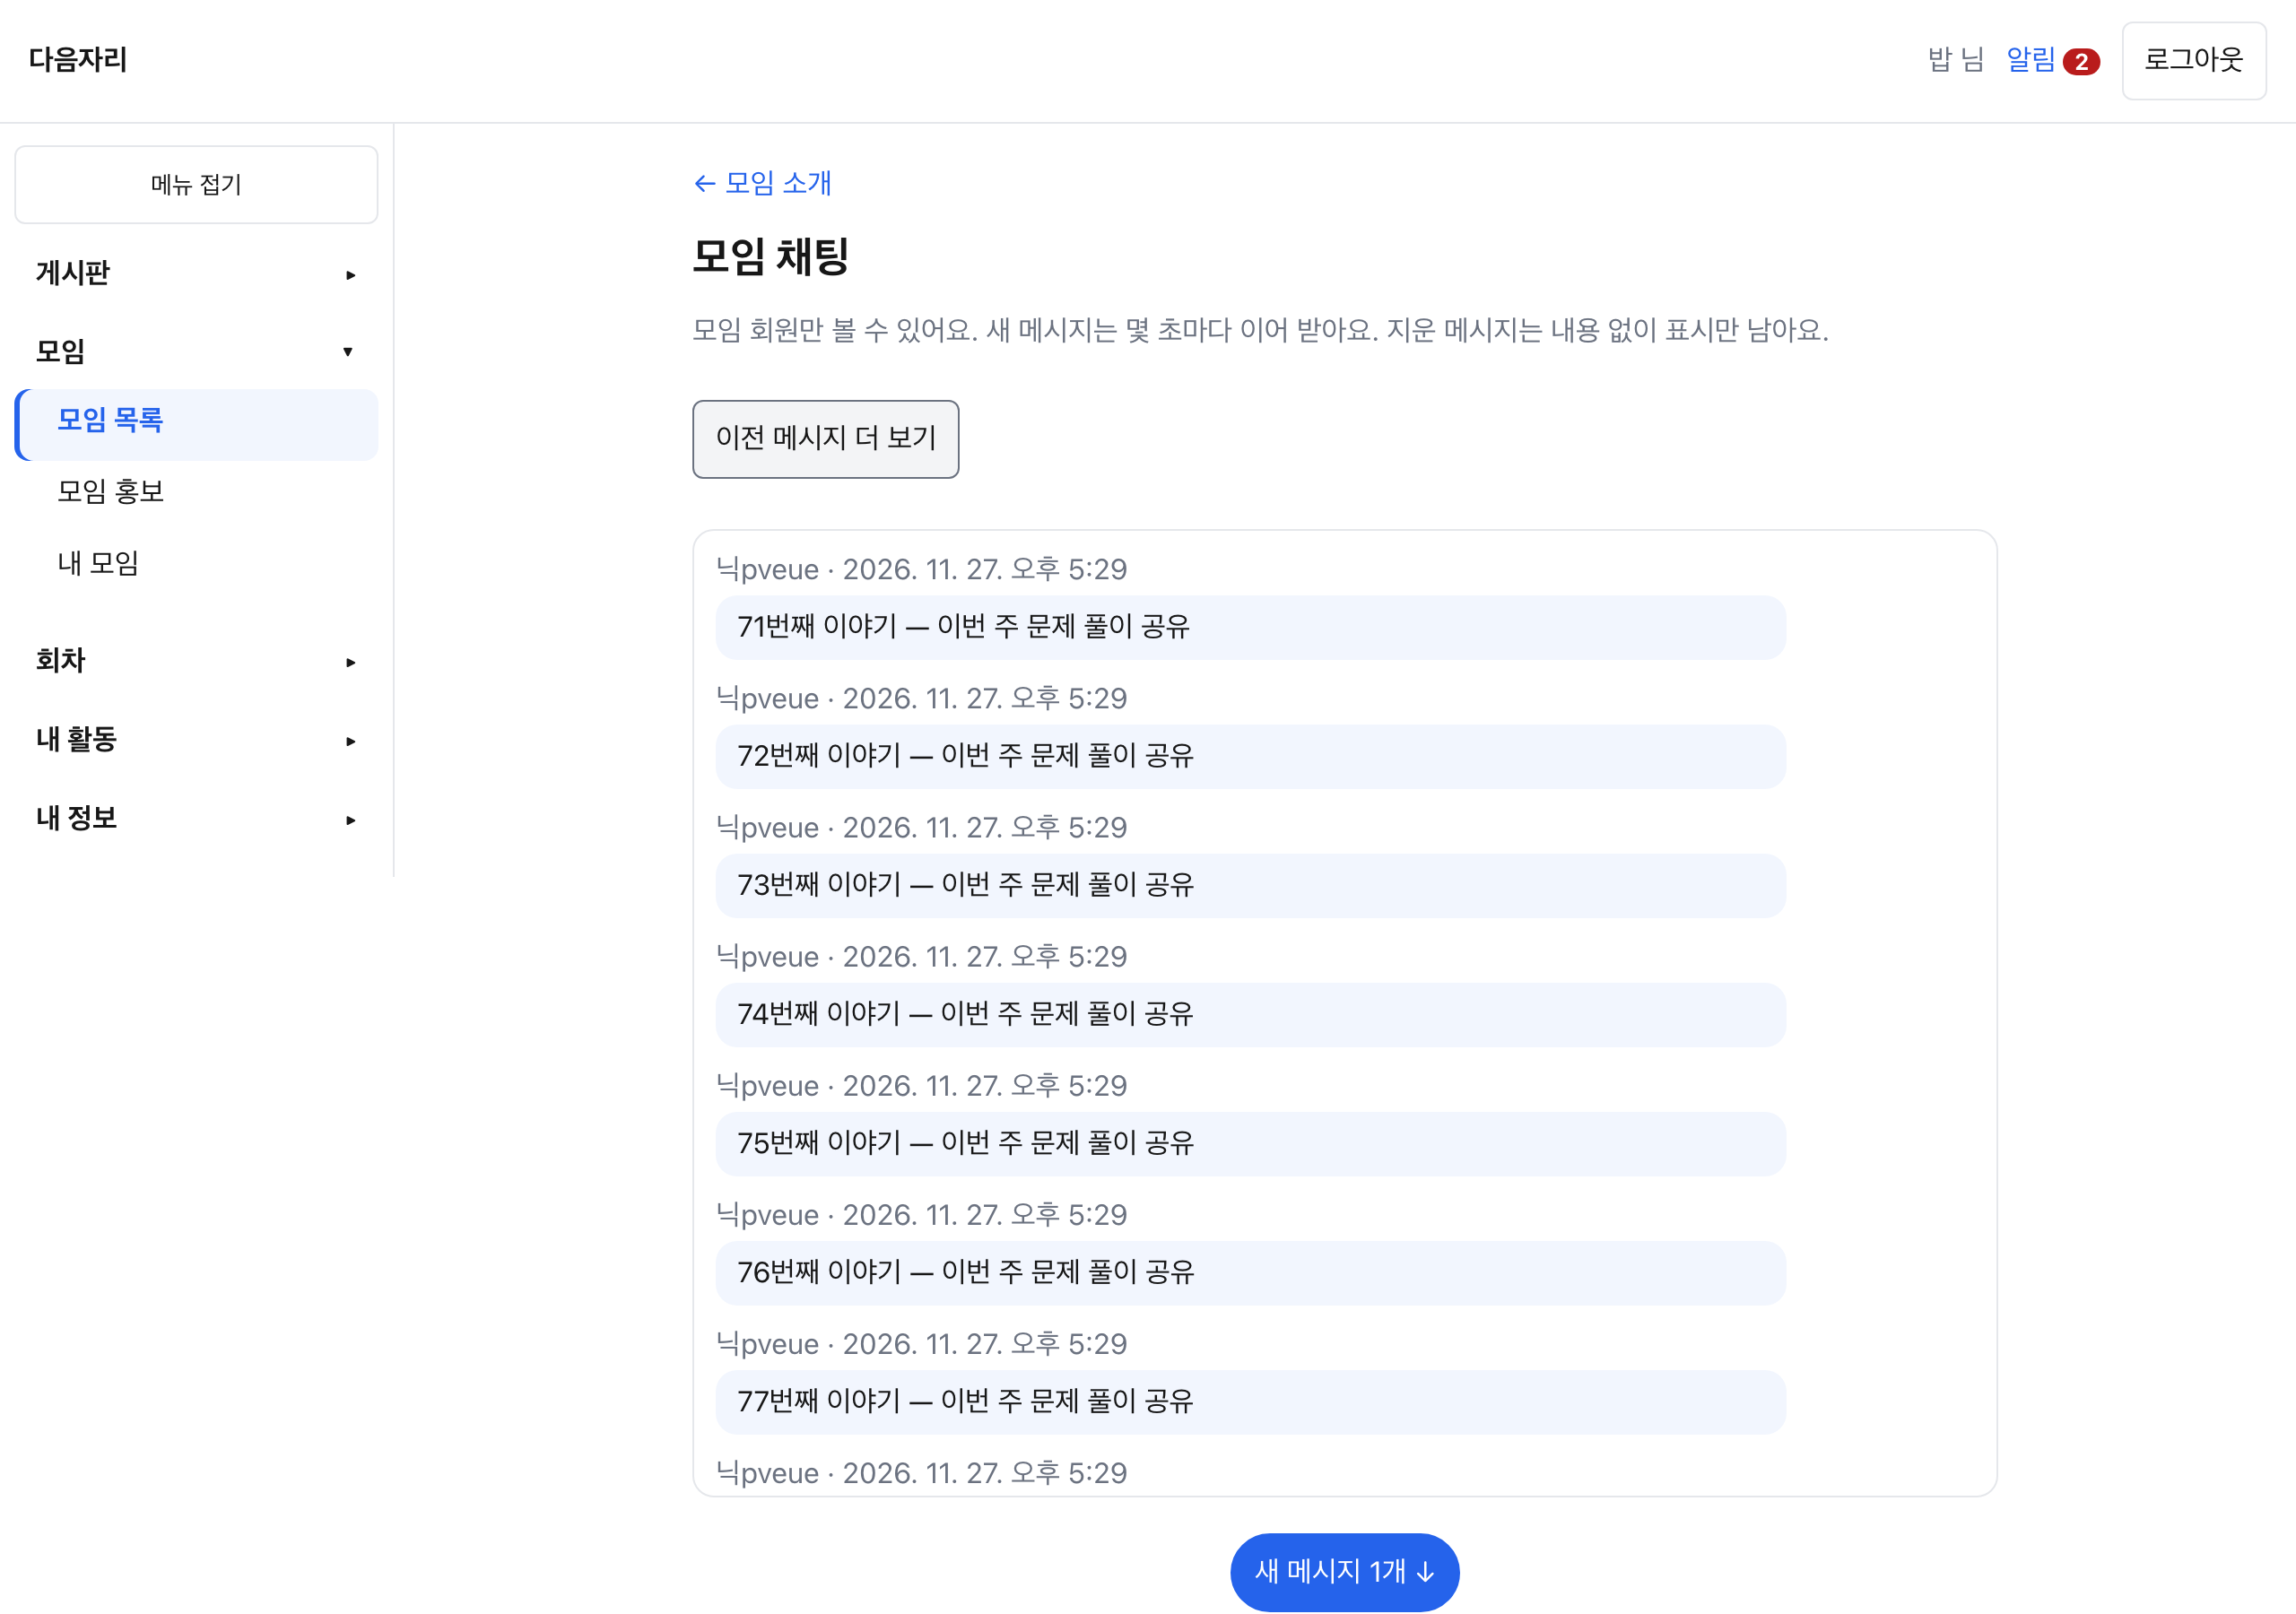 다음자리
밥 님 알림 2 로그아웃
메뉴 접기
게시판
모임
모임 목록
모임 홍보
내 모임
회차
내 활동
내 정보
← 모임 소개
모임 채팅
모임 회원만 볼 수 있어요. 새 메시지는 몇 초마다 이어 받아요. 지운 메시지는 내용 없이 표시만 남아요.
이전 메시지 더 보기
닉pveue · 2026. 11. 27. 오후 5:29
71번째 이야기 — 이번 주 문제 풀이 공유
닉pveue · 2026. 11. 27. 오후 5:29
72번째 이야기 — 이번 주 문제 풀이 공유
닉pveue · 2026. 11. 27. 오후 5:29
73번째 이야기 — 이번 주 문제 풀이 공유
닉pveue · 2026. 11. 27. 오후 5:29
74번째 이야기 — 이번 주 문제 풀이 공유
닉pveue · 2026. 11. 27. 오후 5:29
75번째 이야기 — 이번 주 문제 풀이 공유
닉pveue · 2026. 11. 27. 오후 5:29
76번째 이야기 — 이번 주 문제 풀이 공유
닉pveue · 2026. 11. 27. 오후 5:29
77번째 이야기 — 이번 주 문제 풀이 공유
닉pveue · 2026. 11. 27. 오후 5:29
새 메시지 1개 ↓